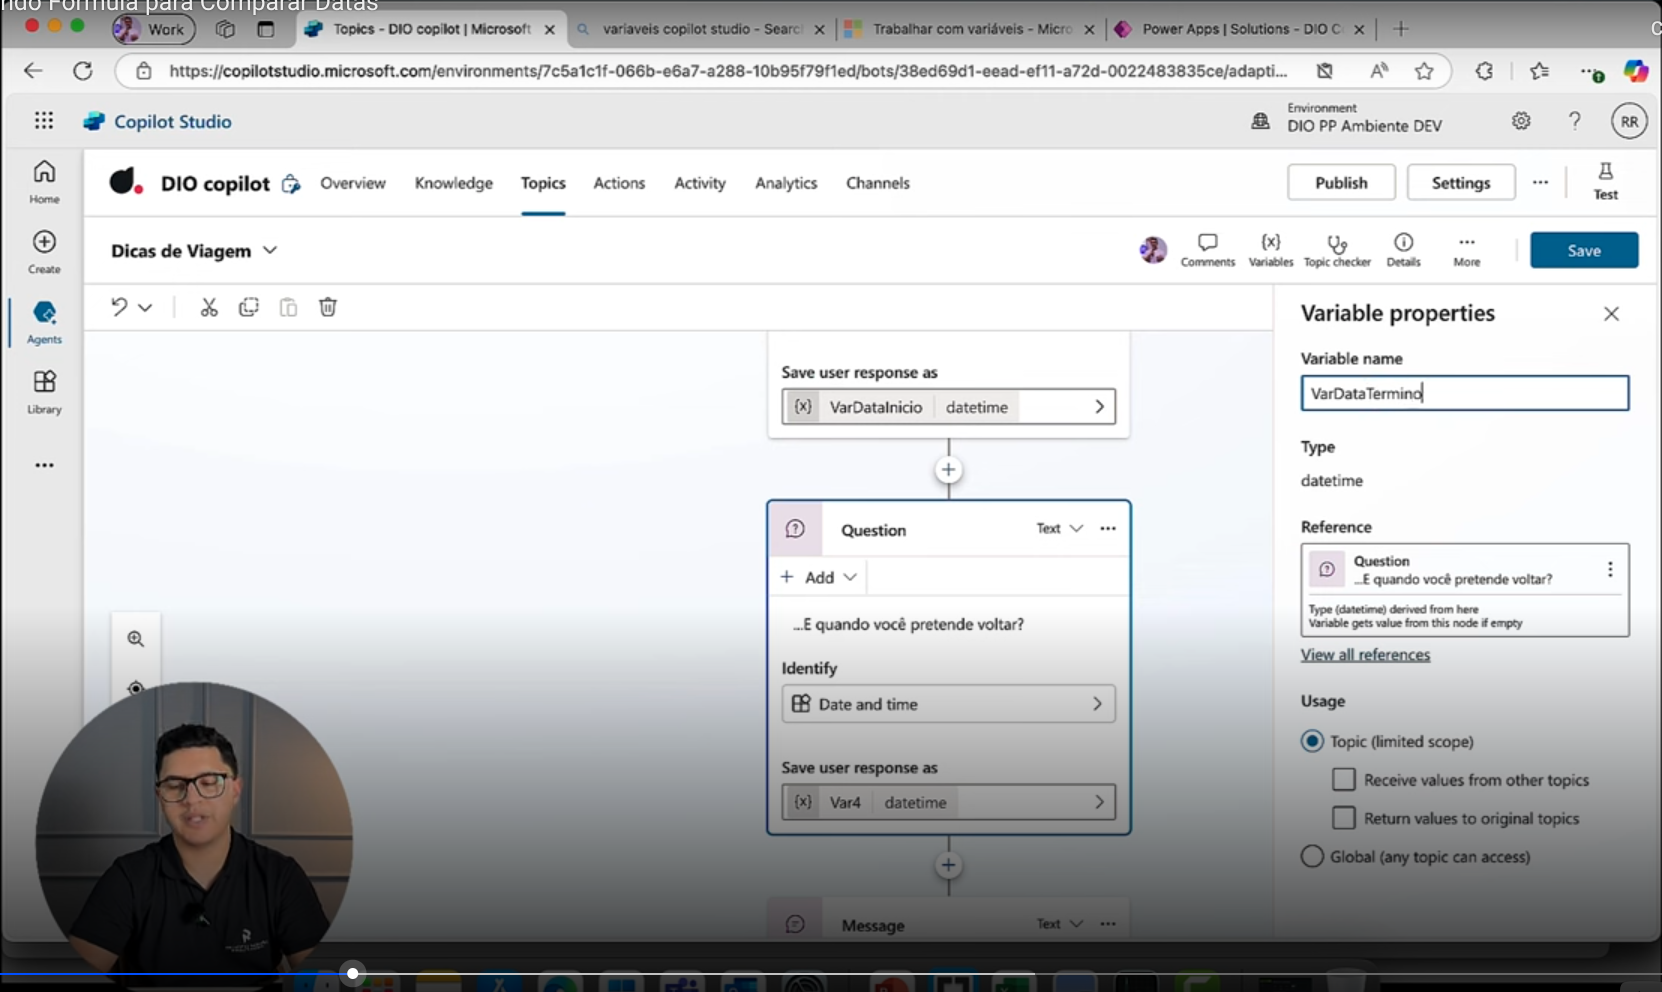 ndo Fórmula para Comparar Datas
Work
Topics - DIO copilot | Microsoft
variaveis copilot studio - Searc
Trabalhar com variáveis - Micro
Power Apps | Solutions - DIO C
https://copilotstudio.microsoft.com/environments/7c5a1c1f-066b-e6a7-a288-10b95f79f1ed/bots/38ed69d1-eead-ef11-a72d-0022483835ce/adapti...
Copilot Studio
Environment
DIO PP Ambiente DEV
RR
Home
Create
Agents
Library
DIO copilot
Overview
Knowledge
Topics
Actions
Activity
Analytics
Channels
Publish
Settings
Test
Dicas de Viagem
Comments
Variables
Topic checker
Details
More
Save
Save user response as
{x} VarDataInicio datetime
Question
Text
+ Add
...E quando você pretende voltar?
Identify
Date and time
Save user response as
{x} Var4 datetime
Message
Text
Variable properties
Variable name
VarDataTermino
Type
datetime
Reference
Question
...E quando você pretende voltar?
Type (datetime) derived from here
Variable gets value from this node if empty
View all references
Usage
Topic (limited scope)
Receive values from other topics
Return values to original topics
Global (any topic can access)